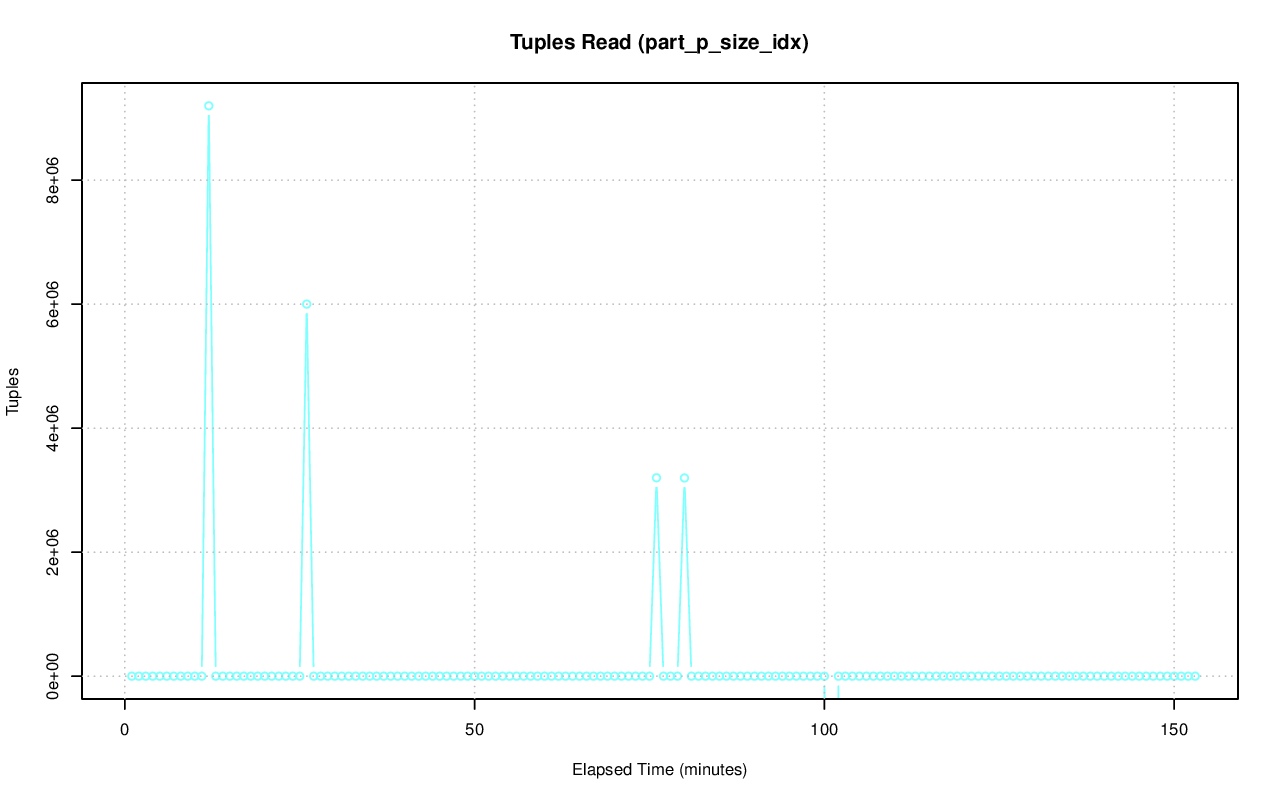 Tuples Read (part_p_size_idx)
Tuples
8e+06
6e+06
4e+06
2e+06
0e+00
0 50 100 150
Elapsed Time (minutes)